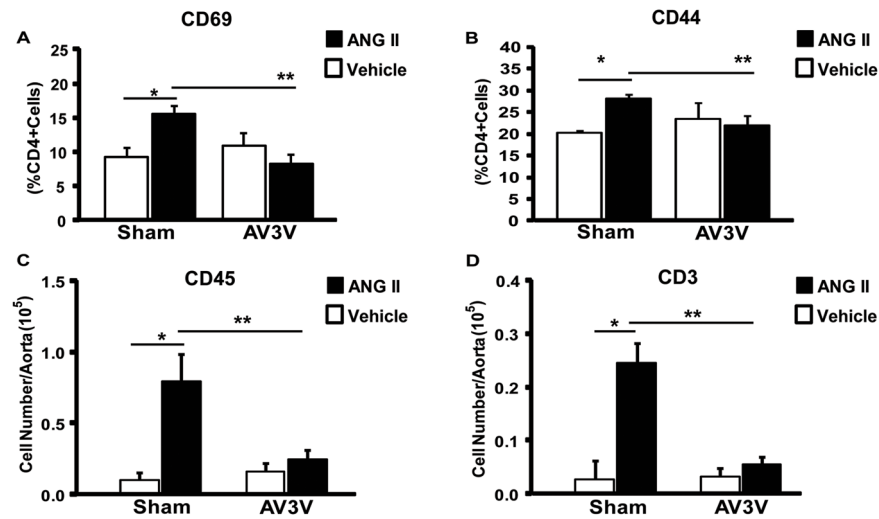 A
CD69
ANG II
Vehicle
(%CD4+Cells)
25
20
15
10
5
0
*
**
Sham
AV3V
B
CD44
ANG II
Vehicle
(%CD4+Cells)
40
35
30
25
20
15
10
5
0
*
**
Sham
AV3V
C
CD45
ANG II
Vehicle
Cell Number/Aorta (10⁵)
1.5
1.0
0.5
0.0
*
**
Sham
AV3V
D
CD3
ANG II
Vehicle
Cell Number/Aorta (10⁵)
0.4
0.3
0.2
0.1
0.0
*
**
Sham
AV3V